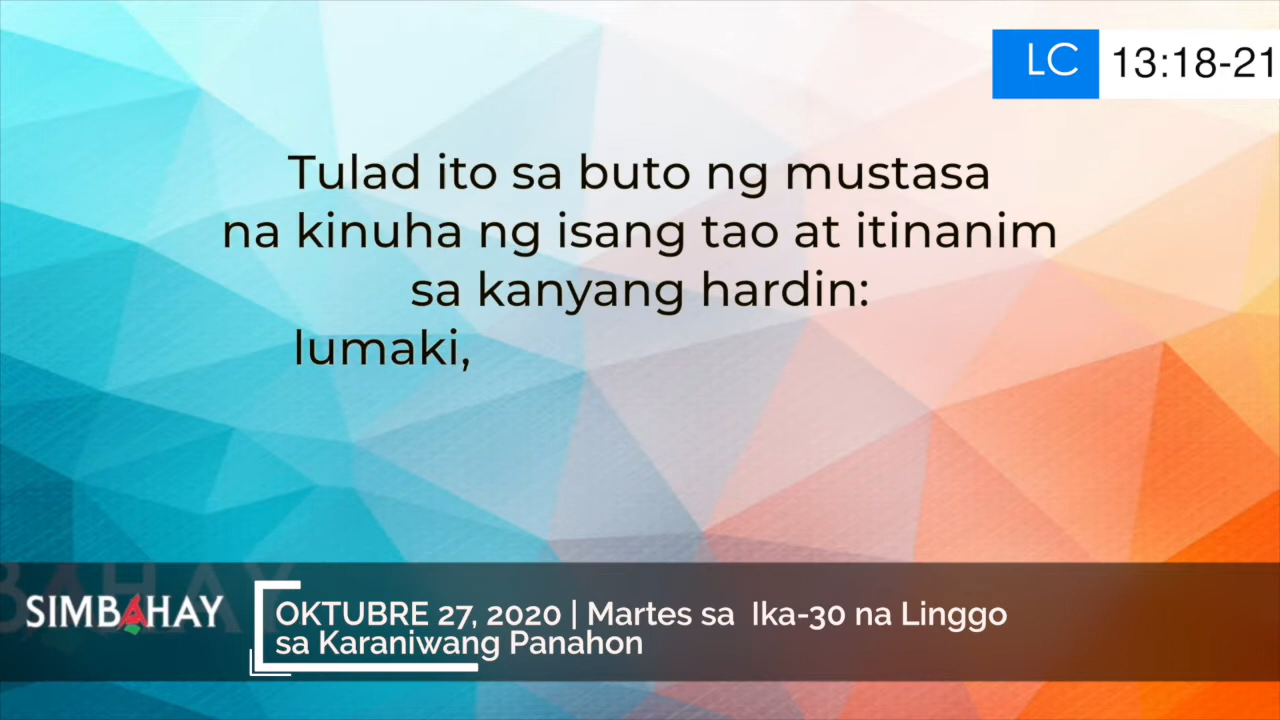 LC 13:18-21
Tulad ito sa buto ng mustasa
na kinuha ng isang tao at itinanim
sa kanyang hardin:
lumaki,
SIMBAHAY
OKTUBRE 27, 2020 | Martes sa Ika-30 na Linggo
sa Karaniwang Panahon